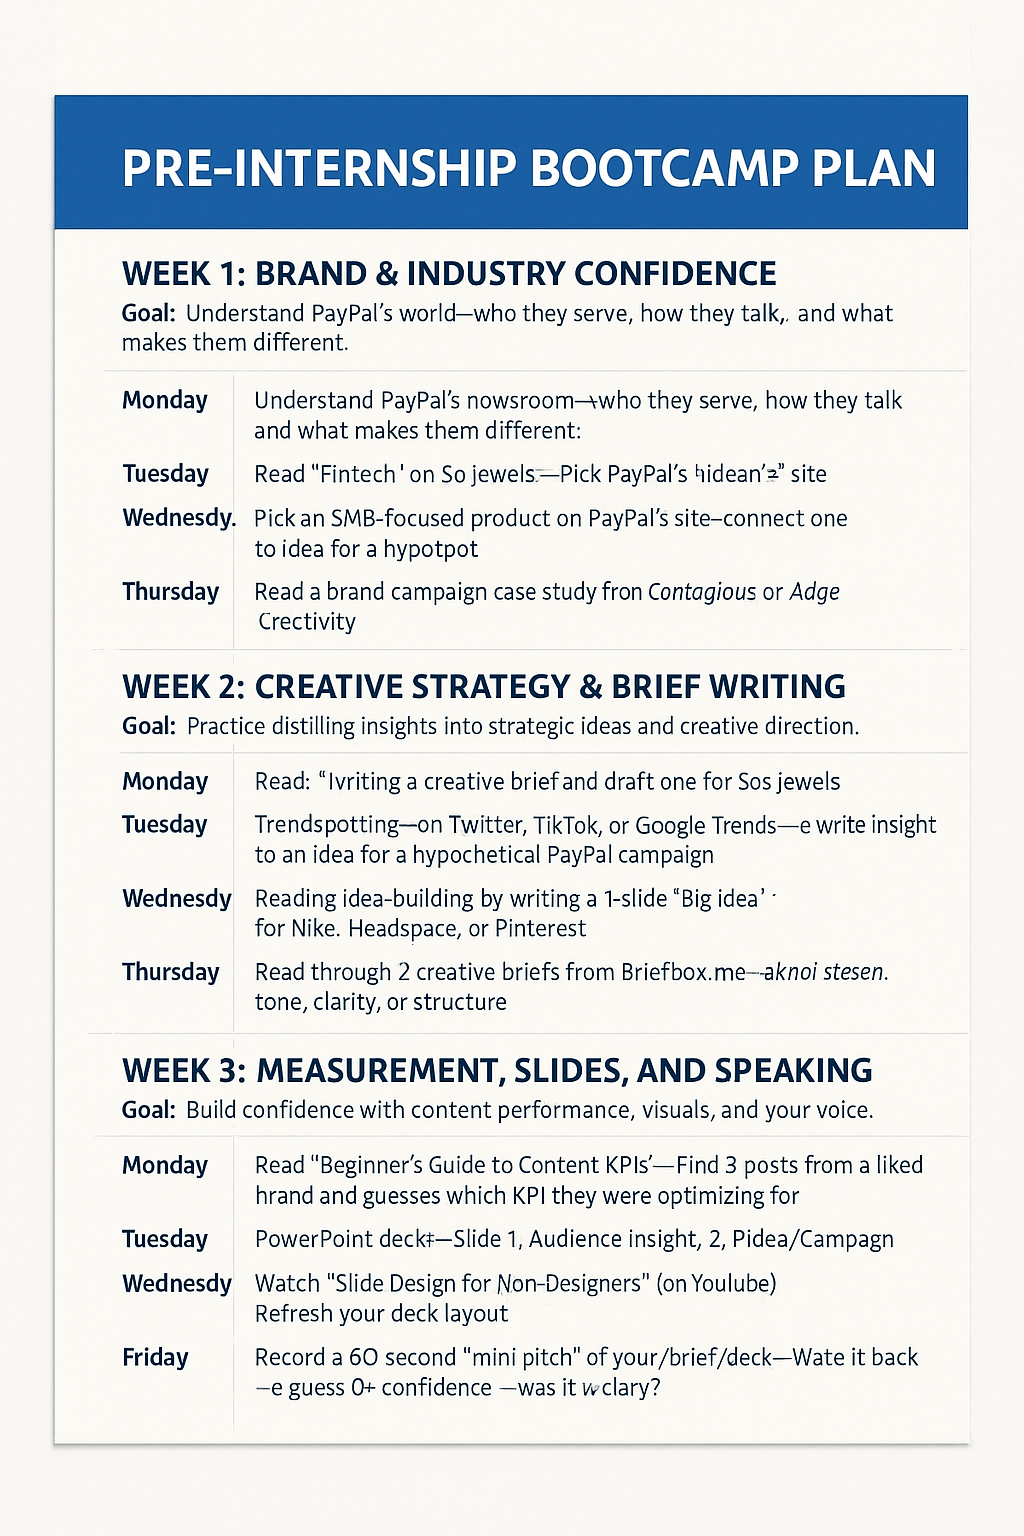 PRE-INTERNSHIP BOOTCAMP PLAN
WEEK 1: BRAND & INDUSTRY CONFIDENCE
Goal: Understand PayPal's world—who they serve, how they talk,. and what
makes them different.
Monday Understand PayPal's nowsroom—who they serve, how they talk
and what makes them different:
Tuesday Read "Fintech' on So jewels—Pick PayPal's site
Wednesdy. Pick an SMB-focused product on PayPal's site–connect one
to idea for a hypotpot
Thursday Read a brand campaign case study fron Contagious or Adge
Crectivity
WEEK 2: CREATIVE STRATEGY & BRIEF WRITING
Goal: Practice distilling insights into strategic ideas and creative direction.
Monday Read: "Ivriting a creative brief and draft one for Sos jewels
Tuesday Trendspotting—on Twitter, TikTok, or Google Trends—e write insight
to an idea for a hypochetical PayPal campaign
Wednesdy Reading idea-building by writing a 1-slide "Big idea'
for Nike. Headspace, or Pinterest
Thursday Read through 2 creative briefs from Briefbox.me—aknoi stesen.
tone, clarity, or structure
WEEK 3: MEASUREMENT, SLIDES, AND SPEAKING
Goal: Build confidence with content performance, visuals, and your voice.
Monday Read "Beginner's Guide to Content KPIs'—Find 3 posts from a liked
hrand and guesses which KPI they were optimizing for
Tuesday PowerPoint deck‡—Slide 1, Audience insight, 2, Pidea/Campagn
Wednesdy Watch "Slide Design for Non-Designers" (on Youlube)
Refresh your deck layout
Friday Record a 60 second "mini pitch" of your/brief/deck—Wate it back
—e guess 0+ confidence —was it clary?